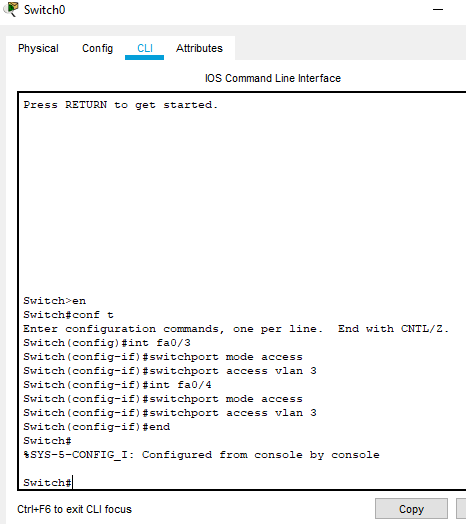 Switch0
Physical Config CLI Attributes
IOS Command Line Interface
Press RETURN to get started.
Switch>en
Switch#conf t
Enter configuration commands, one per line.  End with CNTL/Z.
Switch(config)#int fa0/3
Switch(config-if)#switchport mode access
Switch(config-if)#switchport access vlan 3
Switch(config-if)#int fa0/4
Switch(config-if)#switchport mode access
Switch(config-if)#switchport access vlan 3
Switch(config-if)#end
Switch#
%SYS-5-CONFIG_I: Configured from console by console
Switch#
Ctrl+F6 to exit CLI focus
Copy